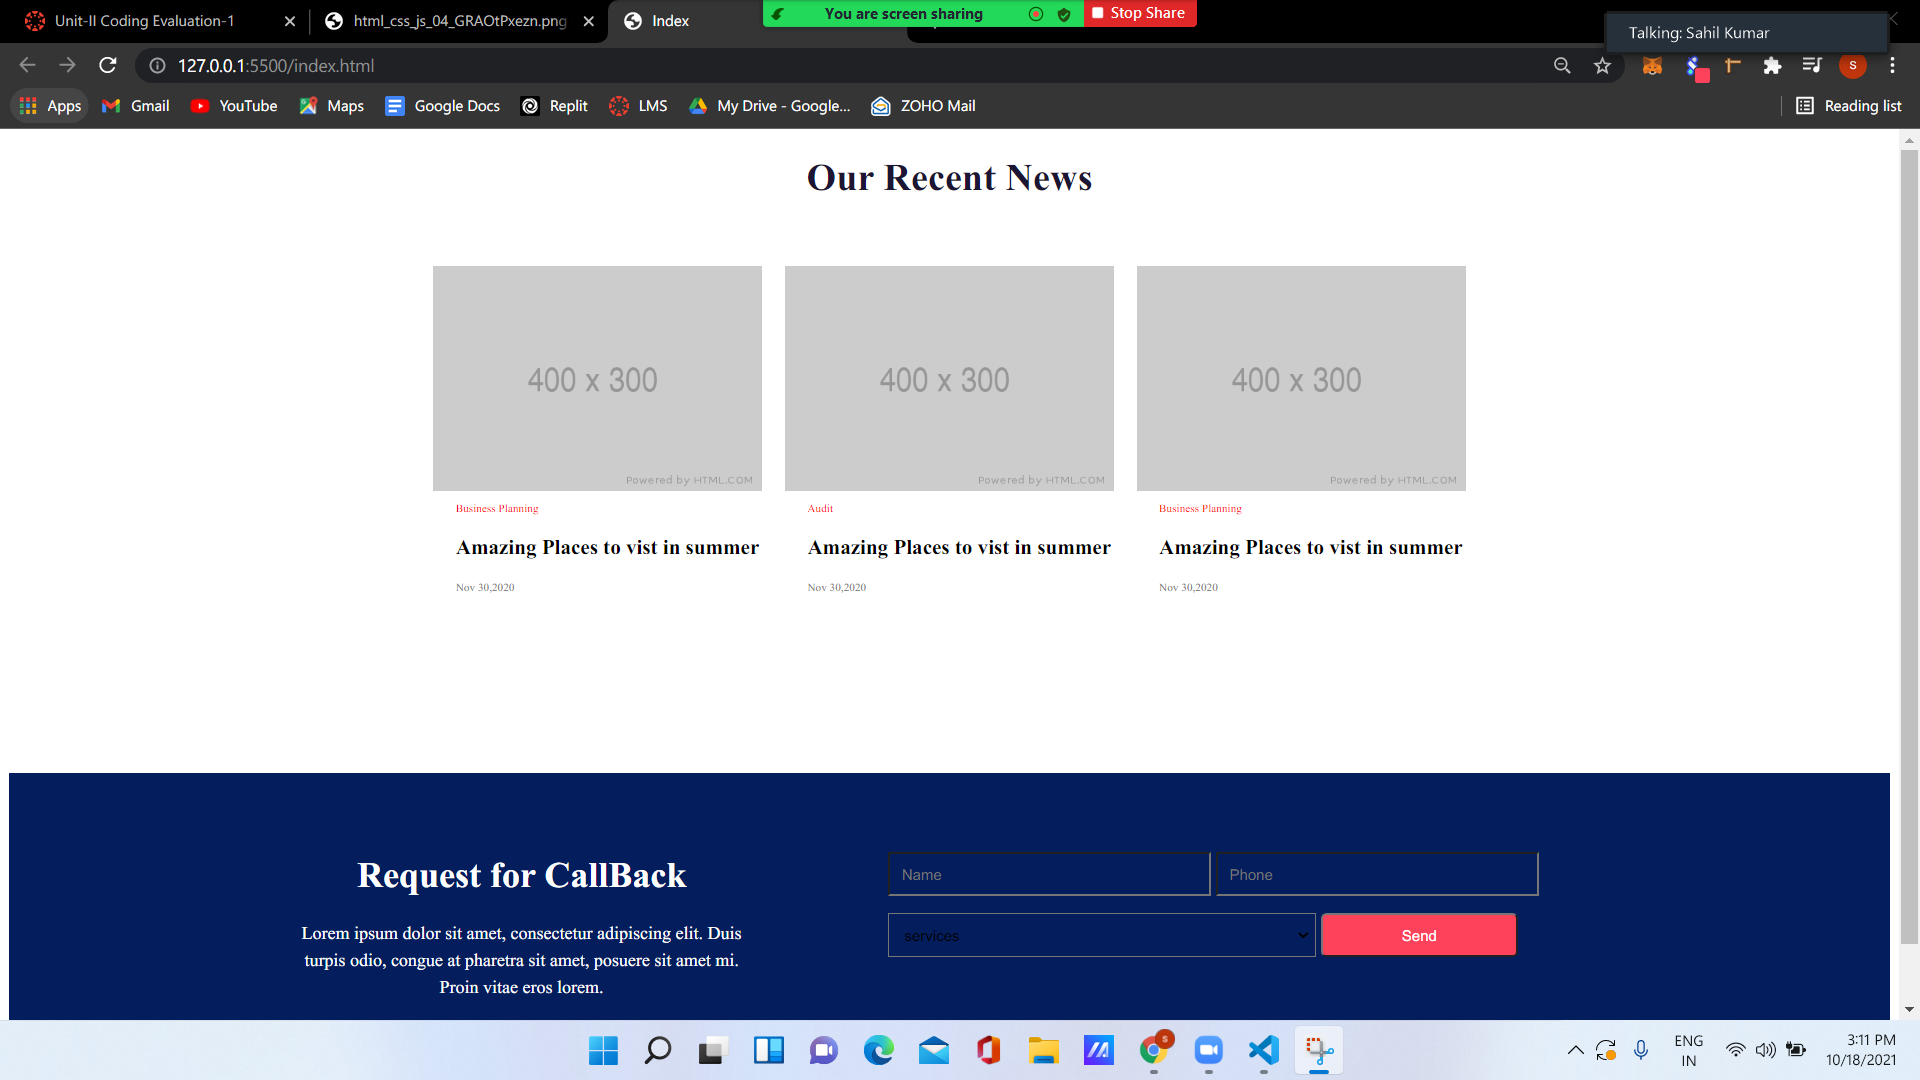 Unit-II Coding Evaluation-1
html_css_js_04_GRAOtPxezn.png
Index
You are screen sharing
Stop Share
Talking: Sahil Kumar
127.0.0.1:5500/index.html
S
Apps
Gmail
YouTube
Maps
Google Docs
Replit
LMS
My Drive - Google...
ZOHO Mail
Reading list
Our Recent News
400 x 300
Powered by HTML.COM
400 x 300
Powered by HTML.COM
400 x 300
Powered by HTML.COM
Business Planning
Audit
Business Planning
Amazing Places to vist in summer
Amazing Places to vist in summer
Amazing Places to vist in summer
Nov 30,2020
Nov 30,2020
Nov 30,2020
Request for CallBack
Lorem ipsum dolor sit amet, consectetur adipiscing elit. Duis
turpis odio, congue at pharetra sit amet, posuere sit amet mi.
Proin vitae eros lorem.
Name
Phone
services
Send
S
ENG
IN
3:11 PM
10/18/2021